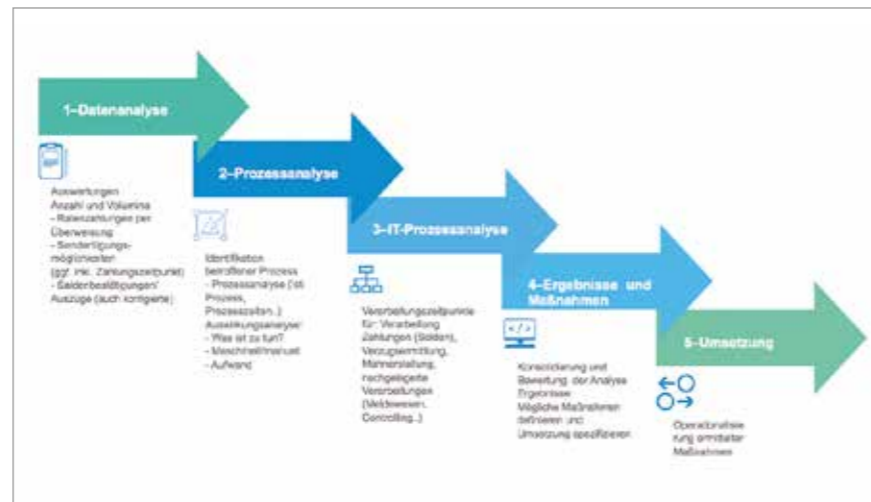 1–Datenanalyse
Auswertungen
Anzahl und Volumina
- Ratenzahlungen per
Überweisung
- Sondertilgungs-
möglichkeiten
(ggf. inkl. Zahlungszeitpunkt)
- Saldenbestätigungen/
Auszüge (auch korrigierte)
2–Prozessanalyse
Identifikation
betroffener Prozess
- Prozessanalyse ('ist
Prozess,
Prozesszeiten..)
Auswirkungsanalyse:
- Was ist zu tun?
- Maschinell/manuell
- Aufwand
3–IT-Prozessanalyse
Verarbeitungszeitpunkte
für: Verarbeitung
Zahlungen (Salden),
Verzugsermittlung,
Mahnerstellung,
nachgelagerte
Verarbeitungen
(Meldewesen,
Controlling..)
4–Ergebnisse und
Maßnahmen
</>
Konsolidierung und
Bewertung der Analyse
Ergebnisse
Mögliche Maßnahmen
definieren und
Umsetzung spezifizieren
5–Umsetzung
Operationalisie
rung ermittelter
Maßnahmen